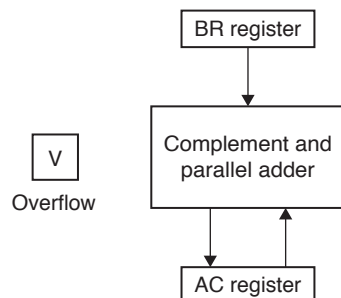 BR register
Complement and
parallel adder
V
Overflow
AC register